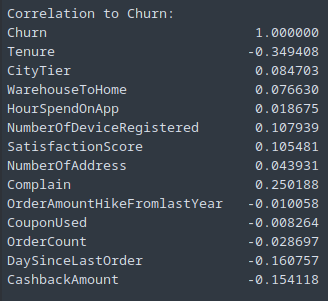 Correlation to Churn:
Churn 1.000000
Tenure -0.349408
CityTier 0.084703
WarehouseToHome 0.076630
HourSpendOnApp 0.018675
NumberOfDeviceRegistered 0.107939
SatisfactionScore 0.105481
NumberOfAddress 0.043931
Complain 0.250188
OrderAmountHikeFromlastYear -0.010058
CouponUsed -0.008264
OrderCount -0.028697
DaySinceLastOrder -0.160757
CashbackAmount -0.154118